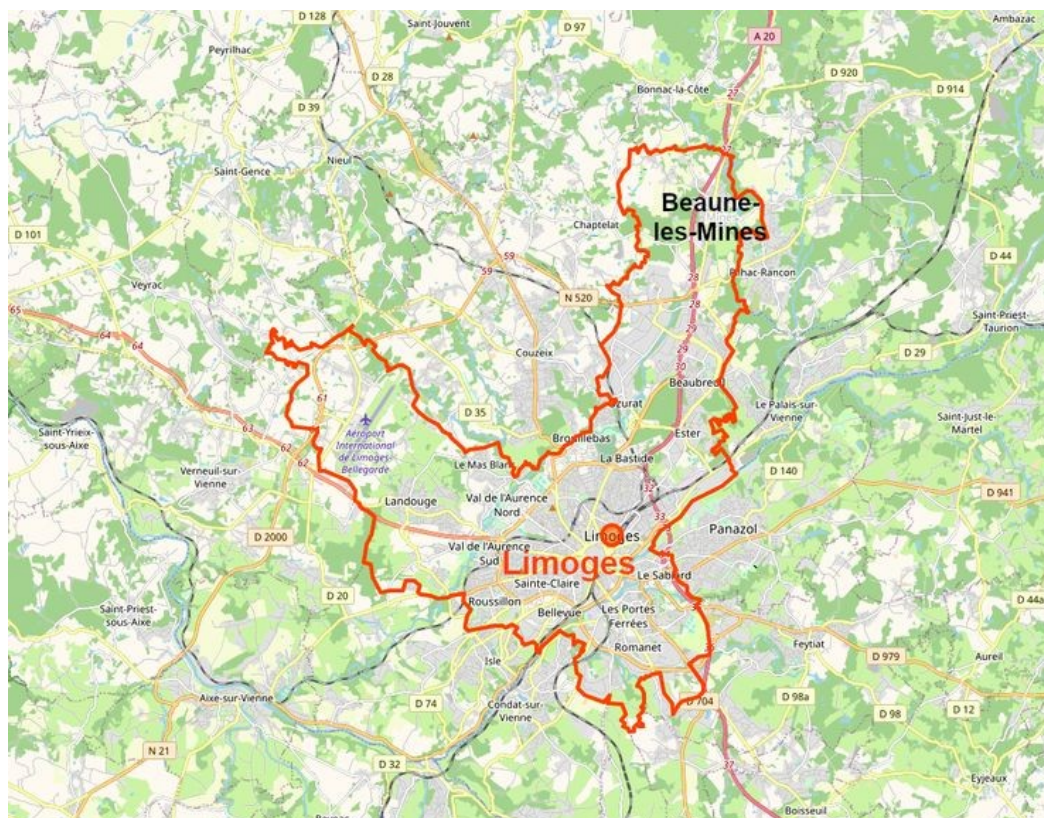 D 128
Saint-Jouvent
D 97
Ambazac
A 20
Peyrilhac
D 28
D 920
27
Bonnac-la-Côte
D 914
D 39
Nieul
27
Saint-Gence
Beaune-
les-Mines
Chaptelat
D 101
59
D 44
59
28
Rilhac-Rancon
Veyrac
N 520
28
65
64
64
29
Saint-Priest-
Taurion
29
D 29
Couzeix
30
Beaubreuil
61
D 35
Uzurat
Le Palais-sur-
Vienne
Saint-Just-le-
Martel
63
Aéroport
International
de Limoges-
Bellegarde
Brouillebas
Ester
Saint-Yrieix-
sous-Aixe
62
62
Le Mas Blanc
La Bastide
D 140
Verneuil-sur-
Vienne
32
D 941
Landouge
Val de l'Aurence
Nord
33
Panazol
D 2000
Limoges
Val de l'Aurence
Sud
Limoges
Sainte-Claire
Le Sablard
D 20
Roussillon
Bellevue
Les Portes
Ferrées
D 44a
Saint-Priest-
sous-Aixe
Feytiat
Romanet
D 979
Aureil
Isle
Aixe-sur-Vienne
D 74
Condat-sur-
Vienne
D 704
D 98a
D 98
D 12
N 21
D 32
37
Eyjeaux
Boisseuil